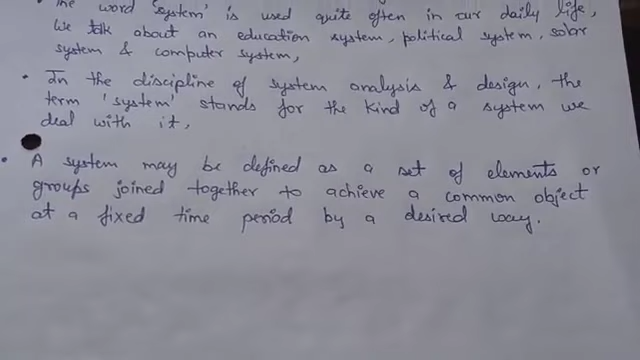 The word 'system' is used quite often in our daily life,
We talk about an education system, political system, solar
system & computer system,
• In the discipline of system analysis & design, the
term 'system' stands for the kind of a system we
deal with it,
• A system may be defined as a set of elements or
groups joined together to achieve a common object
at a fixed time period by a desired way.